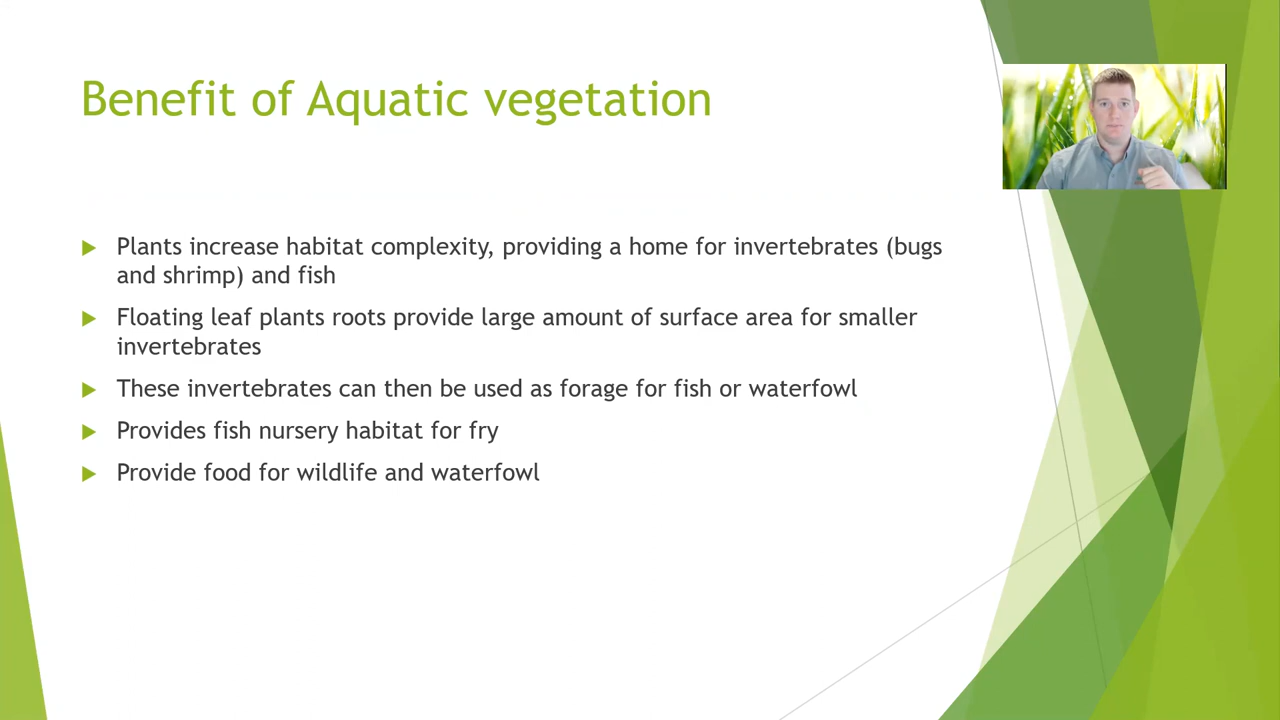 Benefit of Aquatic vegetation
Plants increase habitat complexity, providing a home for invertebrates (bugs
and shrimp) and fish
Floating leaf plants roots provide large amount of surface area for smaller
invertebrates
These invertebrates can then be used as forage for fish or waterfowl
Provides fish nursery habitat for fry
Provide food for wildlife and waterfowl